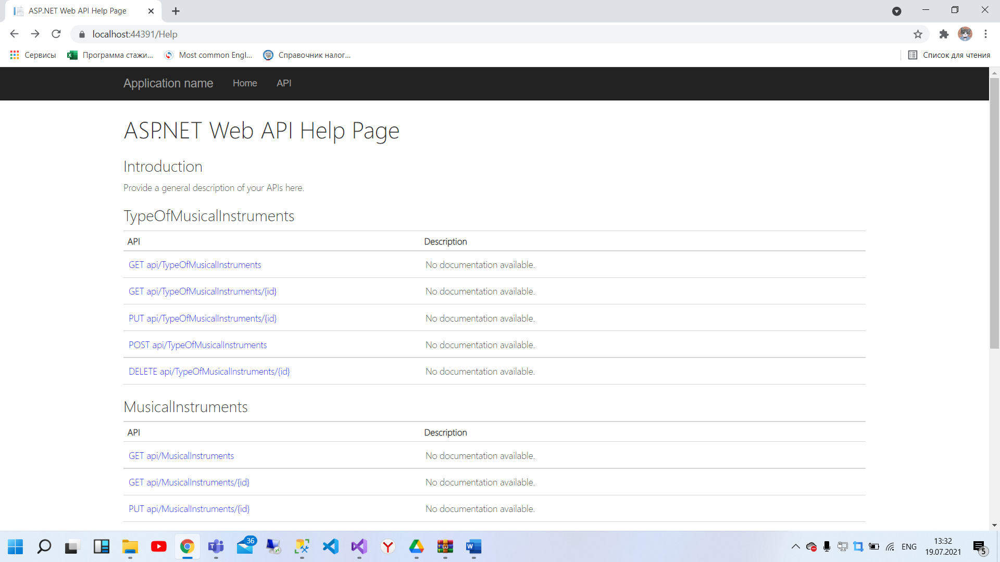 ASP.NET Web API Help Page
localhost:44391/Help
Сервисы
Программа стажи...
Most common Engl...
Справочник налог...
Список для чтения
Application name
Home
API
ASP.NET Web API Help Page
Introduction
Provide a general description of your APIs here.
TypeOfMusicalInstruments
API Description
GET api/TypeOfMusicalInstruments No documentation available.
GET api/TypeOfMusicalInstruments/{id} No documentation available.
PUT api/TypeOfMusicalInstruments/{id} No documentation available.
POST api/TypeOfMusicalInstruments No documentation available.
DELETE api/TypeOfMusicalInstruments/{id} No documentation available.
MusicalInstruments
API Description
GET api/MusicalInstruments No documentation available.
GET api/MusicalInstruments/{id} No documentation available.
PUT api/MusicalInstruments/{id} No documentation available.
36
ENG
13:32
19.07.2021
5